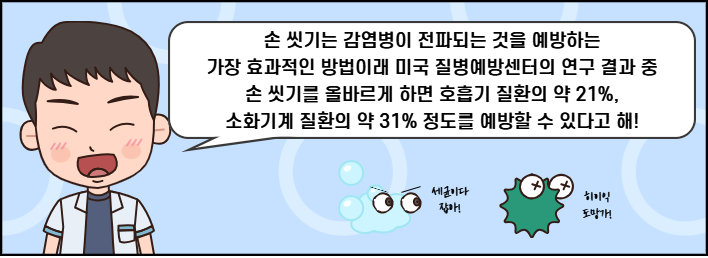 손 씻기는 감염병이 전파되는 것을 예방하는
가장 효과적인 방법이래 미국 질병예방센터의 연구 결과 중
손 씻기를 올바르게 하면 호흡기 질환의 약 21%,
소화기계 질환의 약 31% 정도를 예방할 수 있다고 해!
세균이다
잡아!
히이익
도망가!